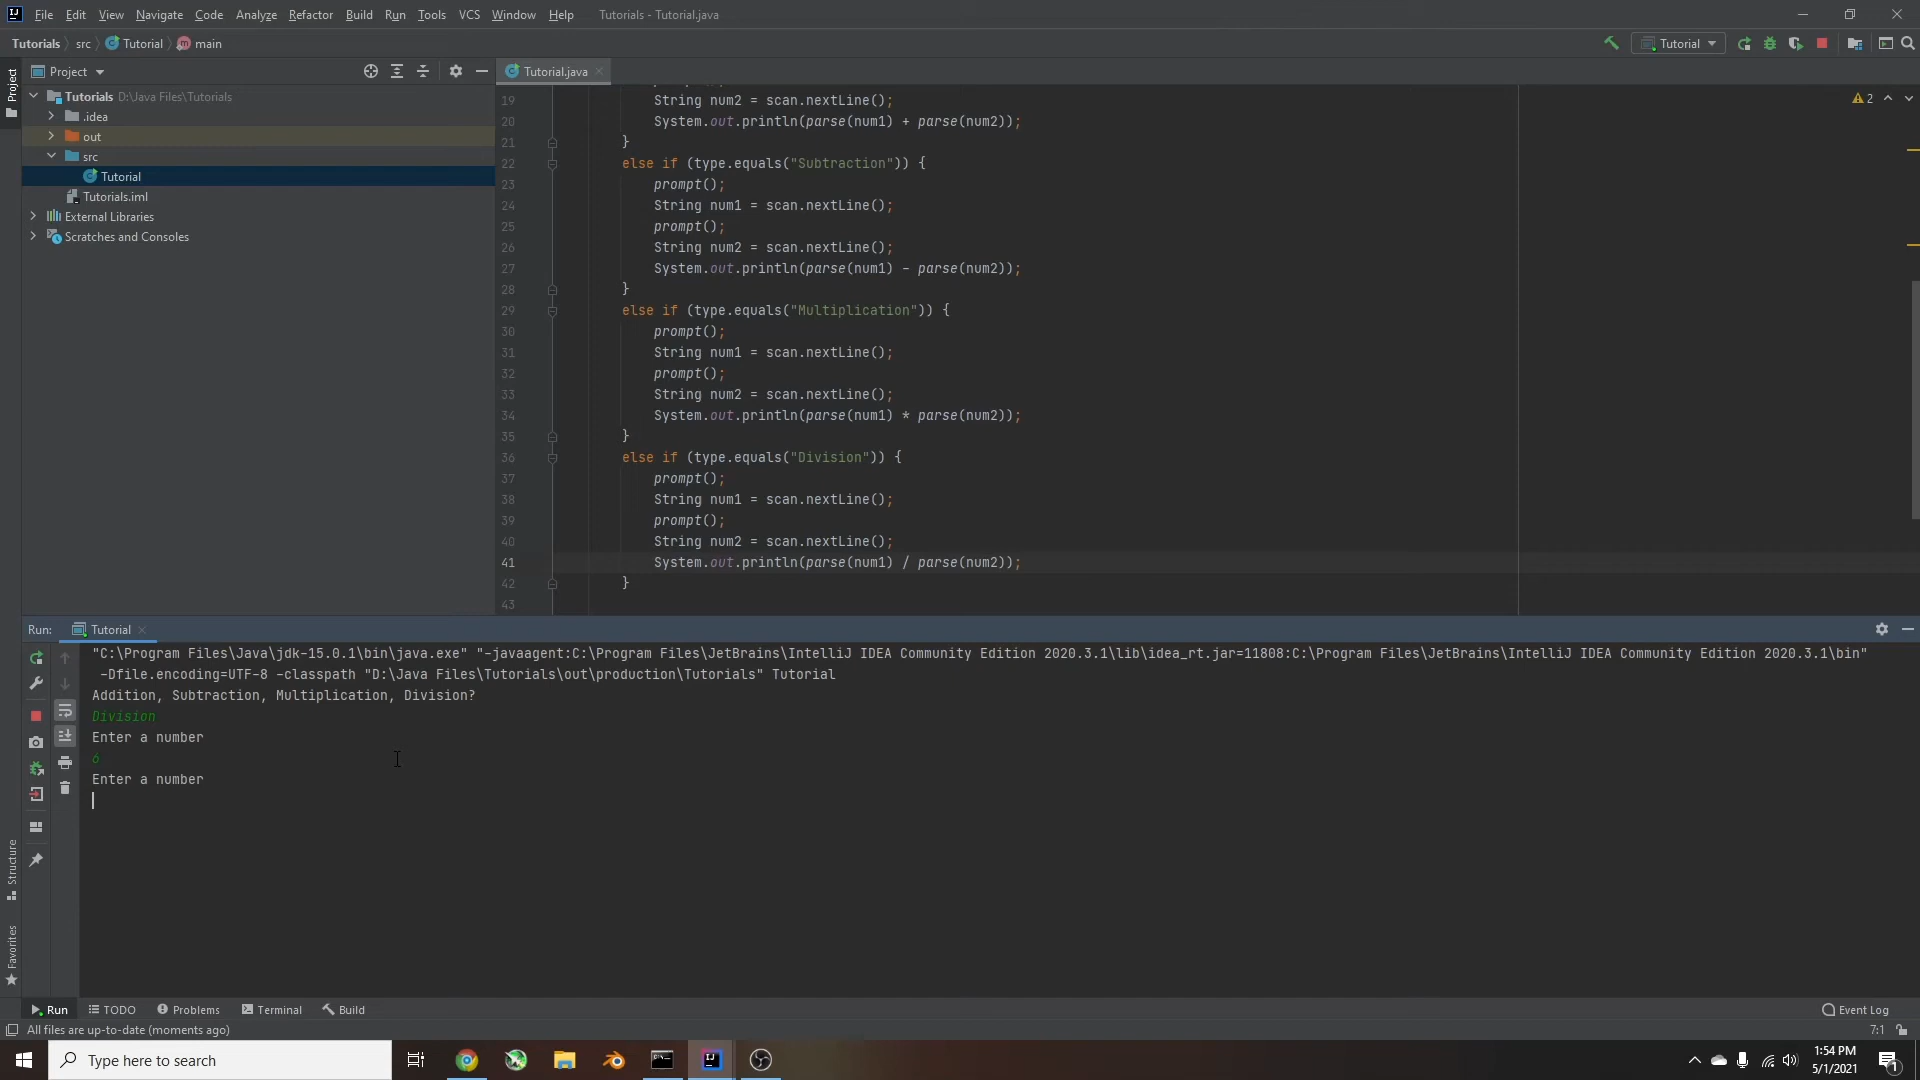 File Edit View Navigate Code Analyze Refactor Build Run Tools VCS Window Help Tutorials - Tutorial.java
Tutorials src Tutorial main
Tutorial
Project
Project
Tutorial.java
Tutorials D:\Java Files\Tutorials
.idea
out
src
Tutorial
Tutorials.iml
External Libraries
Scratches and Consoles
2
19 String num2 = scan.nextLine();
20 System.out.println(parse(num1) + parse(num2));
21 }
22 else if (type.equals("Subtraction")) {
23 prompt();
24 String num1 = scan.nextLine();
25 prompt();
26 String num2 = scan.nextLine();
27 System.out.println(parse(num1) - parse(num2));
28 }
29 else if (type.equals("Multiplication")) {
30 prompt();
31 String num1 = scan.nextLine();
32 prompt();
33 String num2 = scan.nextLine();
34 System.out.println(parse(num1) * parse(num2));
35 }
36 else if (type.equals("Division")) {
37 prompt();
38 String num1 = scan.nextLine();
39 prompt();
40 String num2 = scan.nextLine();
41 System.out.println(parse(num1) / parse(num2));
42 }
43
Run: Tutorial
"C:\Program Files\Java\jdk-15.0.1\bin\java.exe" "-javaagent:C:\Program Files\JetBrains\IntelliJ IDEA Community Edition 2020.3.1\lib\idea_rt.jar=11808:C:\Program Files\JetBrains\IntelliJ IDEA Community Edition 2020.3.1\bin"
-Dfile.encoding=UTF-8 -classpath "D:\Java Files\Tutorials\out\production\Tutorials" Tutorial
Addition, Subtraction, Multiplication, Division?
Division
Enter a number
6
Enter a number
Structure
Favorites
Run TODO Problems Terminal Build Event Log
All files are up-to-date (moments ago) 7:1
Type here to search
1:54 PM
5/1/2021
1